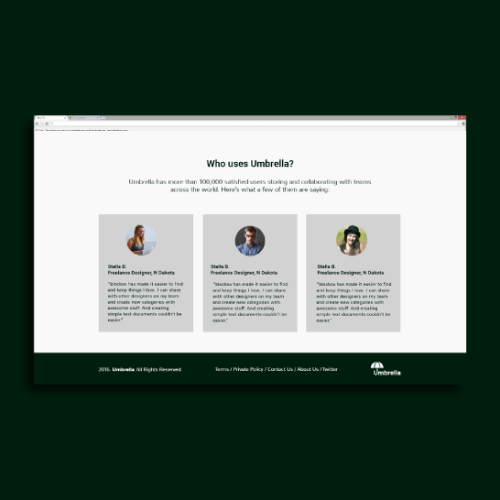 Who uses Umbrella?
Umbrella has more than 100,000 satisfied users storing and collaborating with teams
across the world. Here's what a few of them are saying:
Stella B.
Freelance Designer, N Dakota
"blocbox has made it easier to find
and keep things I love. I can share
with other designers on my team
and create new categories with
awesome stuff. And creating
simple text documents couldn't be
easier."
Stella B.
Freelance Designer, N Dakota
"blocbox has made it easier to find
and keep things I love. I can share
with other designers on my team
and create new categories with
awesome stuff. And creating
simple text documents couldn't be
easier."
Stella B.
Freelance Designer, N Dakota
"blocbox has made it easier to find
and keep things I love. I can share
with other designers on my team
and create new categories with
awesome stuff. And creating
simple text documents couldn't be
easier."
2016. Umbrella All Rights Reserved
Terms / Private Policy / Contact Us / About Us / Twitter
Umbrella